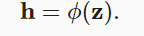 h = ϕ(z).